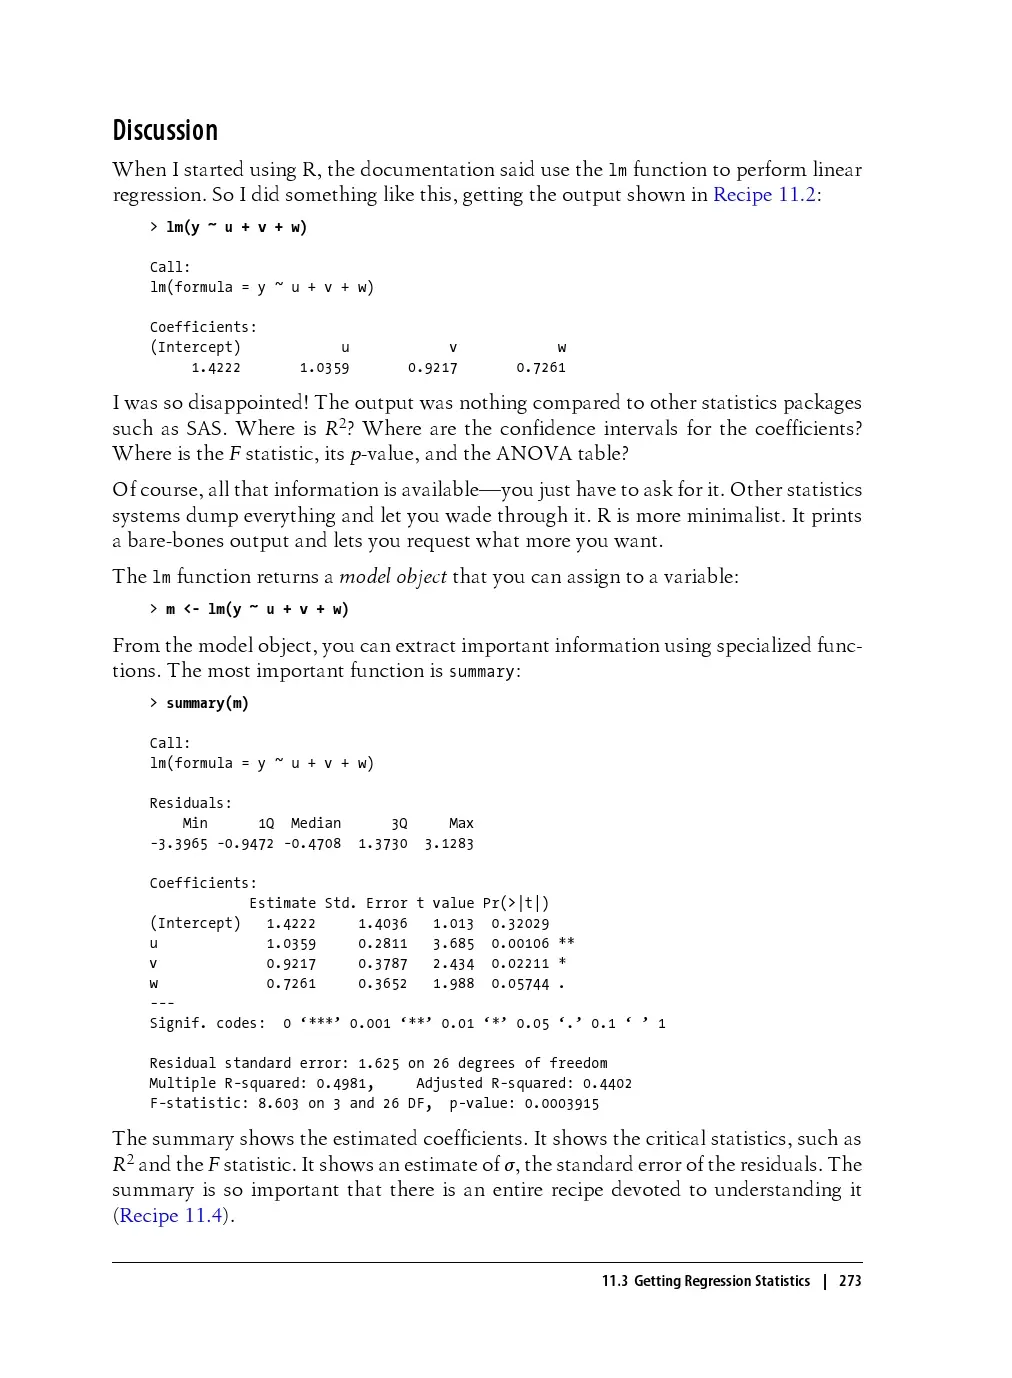 Discussion
When I started using R, the documentation said use the lm function to perform linear
regression. So I did something like this, getting the output shown in Recipe 11.2:
> lm(y ~ u + v + w)
Call:
lm(formula = y ~ u + v + w)
Coefficients:
(Intercept)            u            v            w
     1.4222       1.0359       0.9217       0.7261
I was so disappointed! The output was nothing compared to other statistics packages
such as SAS. Where is R²? Where are the confidence intervals for the coefficients?
Where is the F statistic, its p-value, and the ANOVA table?
Of course, all that information is available—you just have to ask for it. Other statistics
systems dump everything and let you wade through it. R is more minimalist. It prints
a bare-bones output and lets you request what more you want.
The lm function returns a model object that you can assign to a variable:
> m <- lm(y ~ u + v + w)
From the model object, you can extract important information using specialized func-
tions. The most important function is summary:
> summary(m)
Call:
lm(formula = y ~ u + v + w)
Residuals:
    Min      1Q  Median      3Q     Max
-3.3965 -0.9472 -0.4708  1.3730  3.1283
Coefficients:
            Estimate Std. Error t value Pr(>|t|)
(Intercept)   1.4222     1.4036   1.013  0.32029
u             1.0359     0.2811   3.685  0.00106 **
v             0.9217     0.3787   2.434  0.02211 *
w             0.7261     0.3652   1.988  0.05744 .
---
Signif. codes:  0 ‘***’ 0.001 ‘**’ 0.01 ‘*’ 0.05 ‘.’ 0.1 ‘ ’ 1
Residual standard error: 1.625 on 26 degrees of freedom
Multiple R-squared: 0.4981,     Adjusted R-squared: 0.4402
F-statistic: 8.603 on 3 and 26 DF,  p-value: 0.0003915
The summary shows the estimated coefficients. It shows the critical statistics, such as
R² and the F statistic. It shows an estimate of σ, the standard error of the residuals. The
summary is so important that there is an entire recipe devoted to understanding it
(Recipe 11.4).
11.3 Getting Regression Statistics | 273